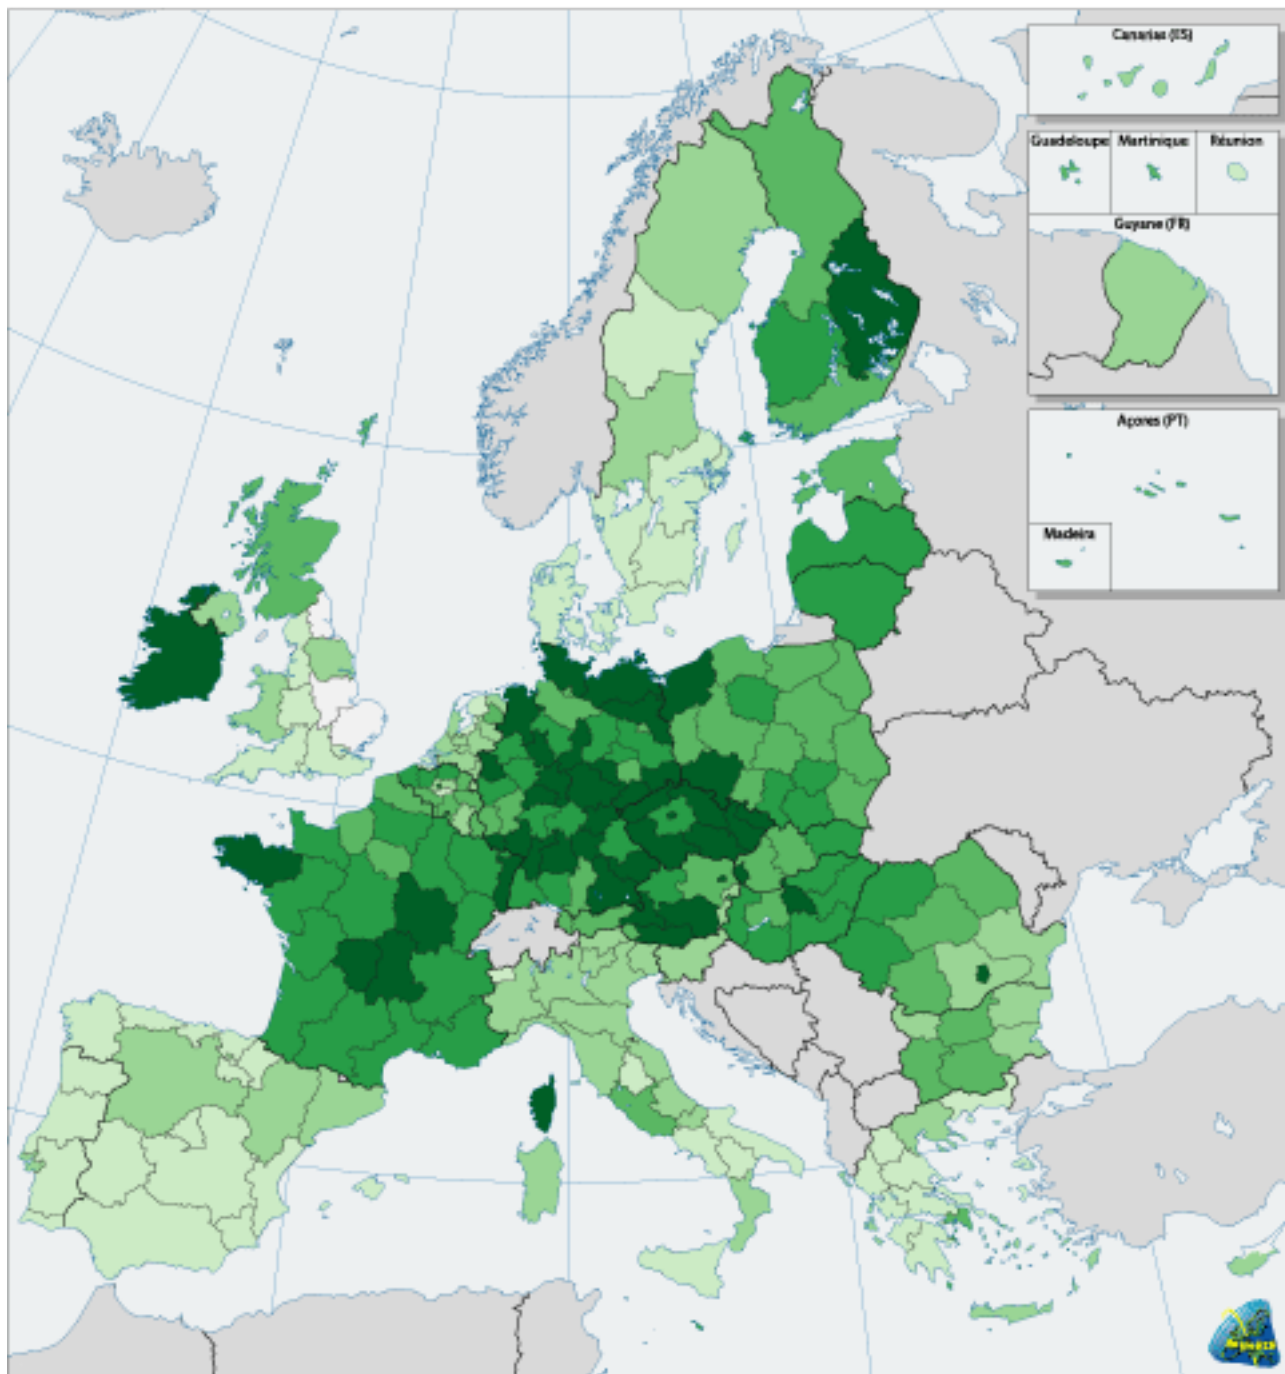 Canarias (ES)
Guadeloupe
Martinique
Réunion
Guyane (FR)
Açores (PT)
Madeira